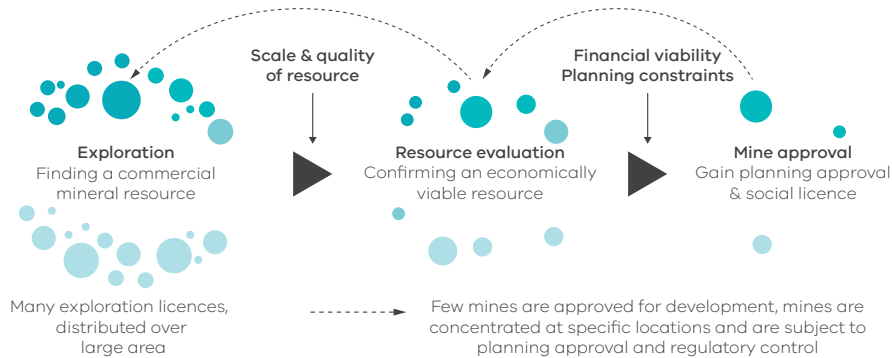 Scale & quality
of resource
Financial viability
Planning constraints
Exploration
Finding a commercial
mineral resource
Resource evaluation
Confirming an economically
viable resource
Mine approval
Gain planning approval
& social licence
Many exploration licences,
distributed over
large area
Few mines are approved for development, mines are
concentrated at specific locations and are subject to
planning approval and regulatory control